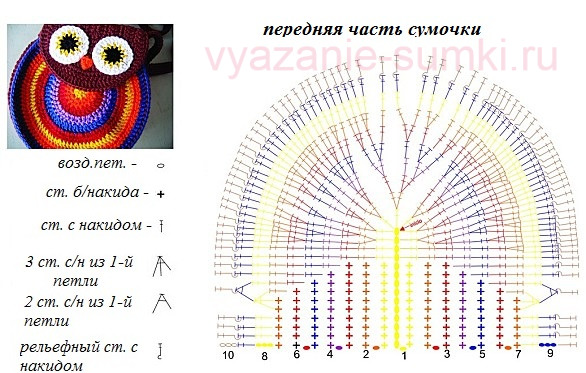 передняя часть сумочки
vyazanie-sumki.ru
возд.пет. -
ст. б/накида -
ст. с накидом -
3 ст. с/н из 1-й
петли
2 ст. с/н из 1-й
петли
рельефный ст. с
накидом
10 8 6 4 2 1 3 5 7 9